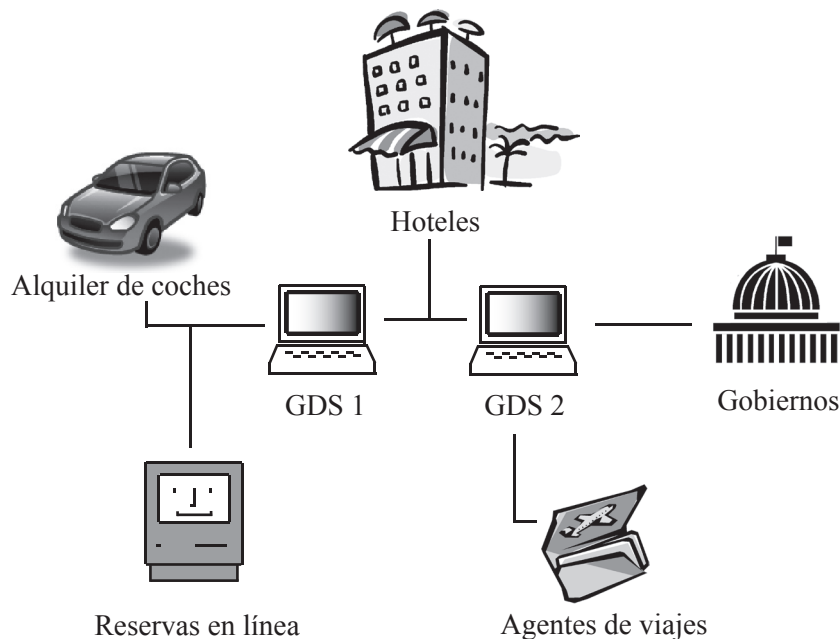 Hoteles
Alquiler de coches
GDS 1
GDS 2
Gobiernos
Reservas en línea
Agentes de viajes